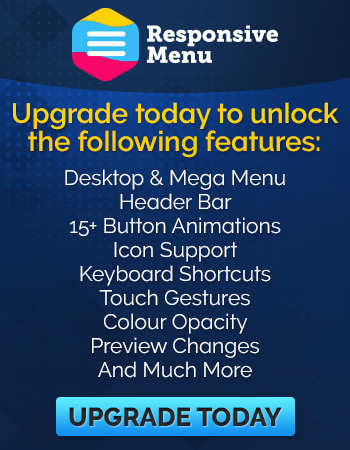 Responsive
Menu
Upgrade today to unlock
the following features:
Desktop & Mega Menu
Header Bar
15+ Button Animations
Icon Support
Keyboard Shortcuts
Touch Gestures
Colour Opacity
Preview Changes
And Much More
UPGRADE TODAY